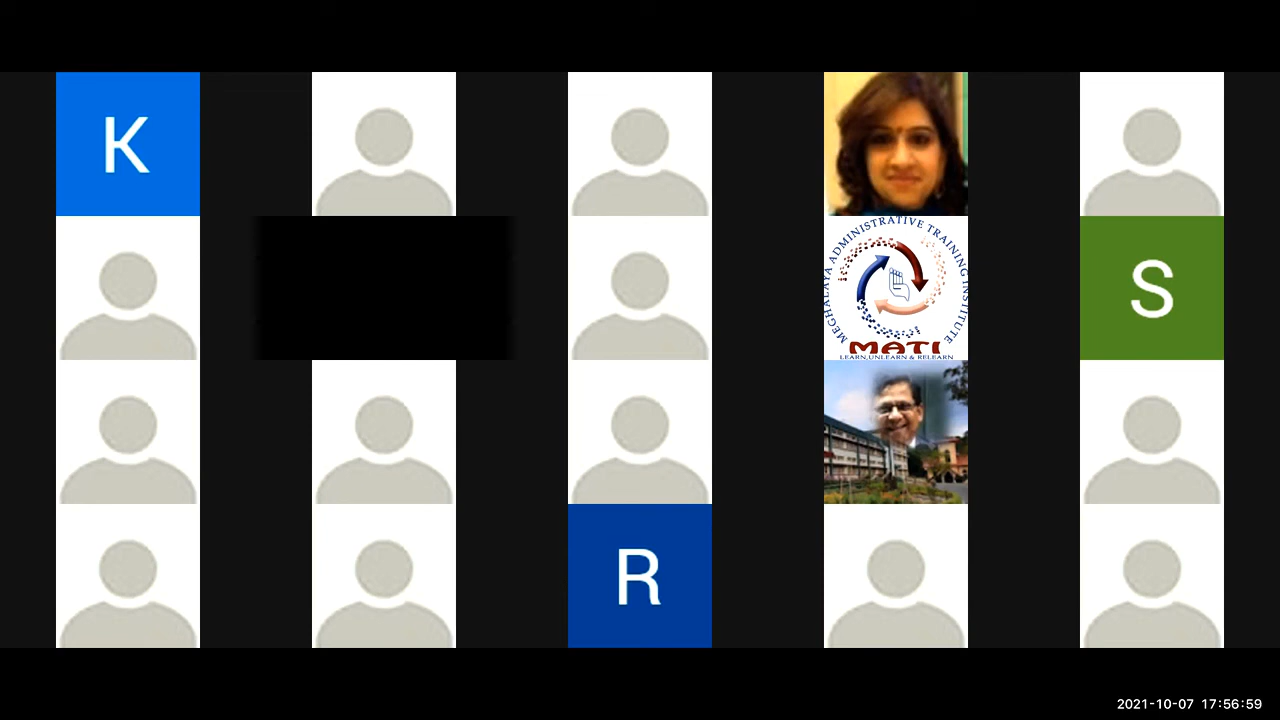 K
MEGHALAYA ADMINISTRATIVE TRAINING INSTITUTE
MATI
LEARN,UNLEARN & RELEARN
S
R
2021-10-07 17:56:59